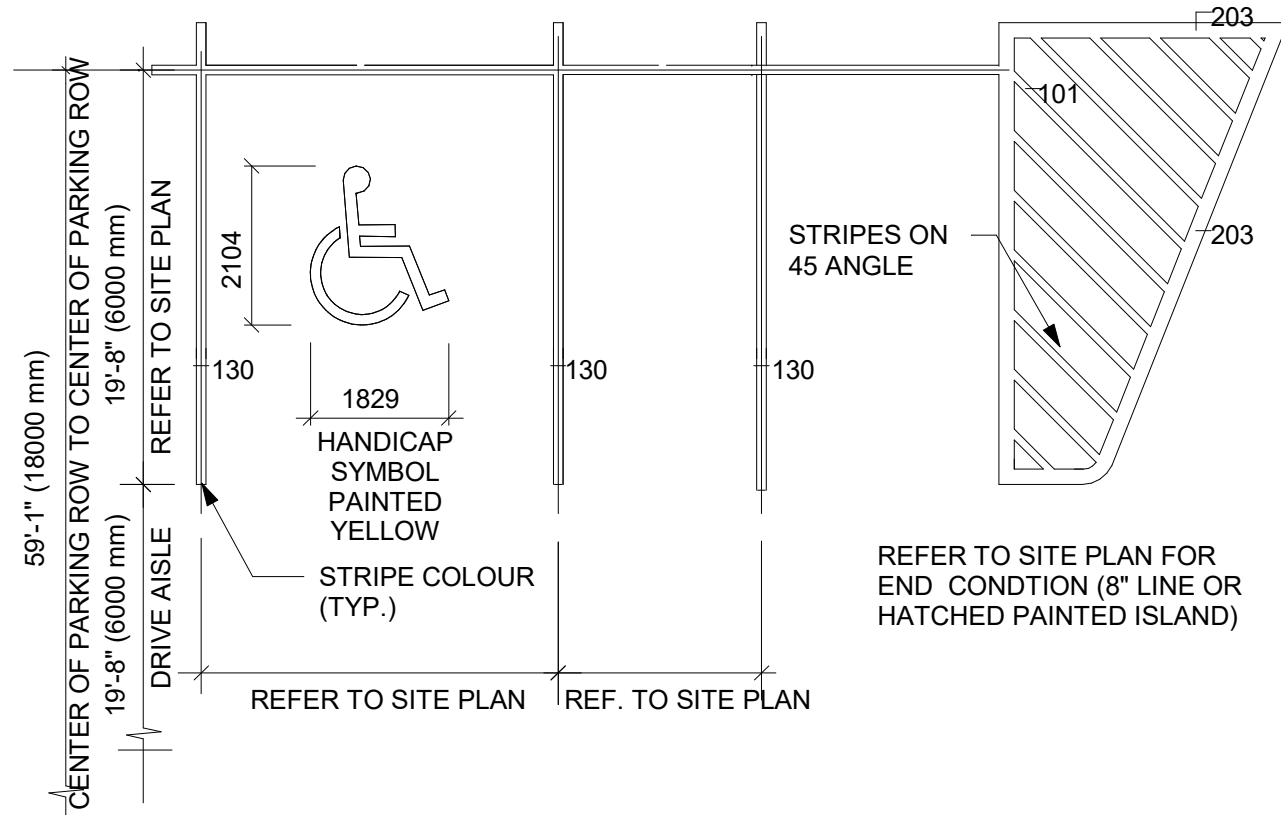 203
101
203
STRIPES ON
45 ANGLE
2104
130
130
130
1829
HANDICAP
SYMBOL
PAINTED
YELLOW
STRIPE COLOUR
(TYP.)
REFER TO SITE PLAN FOR
END CONDTION (8" LINE OR
HATCHED PAINTED ISLAND)
REFER TO SITE PLAN
REF. TO SITE PLAN
59'-1" (18000 mm)
CENTER OF PARKING ROW TO CENTER OF PARKING ROW
19'-8" (6000 mm)
REFER TO SITE PLAN
19'-8" (6000 mm)
DRIVE AISLE